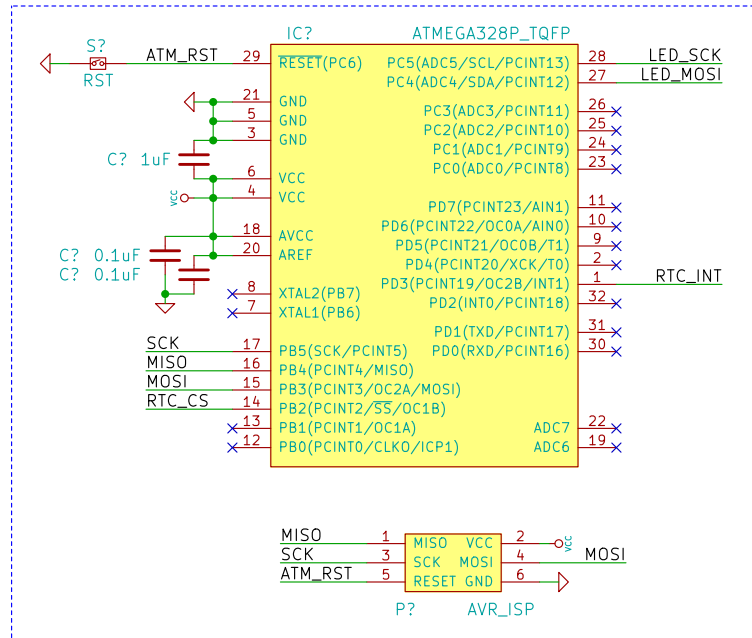 IC? ATMEGA328P_TQFP
S? ATM_RST 29 RESET(PC6) PC5(ADC5/SCL/PCINT13) 28 LED_SCK
RST PC4(ADC4/SDA/PCINT12) 27 LED_MOSI
21 GND PC3(ADC3/PCINT11) 26
5 GND PC2(ADC2/PCINT10) 25
3 GND PC1(ADC1/PCINT9) 24
C? 1uF PC0(ADC0/PCINT8) 23
6 VCC
VCC 4 VCC PD7(PCINT23/AIN1) 11
PD6(PCINT22/OC0A/AIN0) 10
18 AVCC PD5(PCINT21/OC0B/T1) 9
C? 0.1uF 20 AREF PD4(PCINT20/XCK/T0) 2
C? 0.1uF PD3(PCINT19/OC2B/INT1) 1 RTC_INT
8 XTAL2(PB7) PD2(INT0/PCINT18) 32
7 XTAL1(PB6)
PD1(TXD/PCINT17) 31
SCK 17 PB5(SCK/PCINT5) PD0(RXD/PCINT16) 30
MISO 16 PB4(PCINT4/MISO)
MOSI 15 PB3(PCINT3/OC2A/MOSI)
RTC_CS 14 PB2(PCINT2/SS/OC1B)
13 PB1(PCINT1/OC1A) ADC7 22
12 PB0(PCINT0/CLKO/ICP1) ADC6 19
MISO 1 MISO VCC 2 VCC
SCK 3 SCK MOSI 4 MOSI
ATM_RST 5 RESET GND 6
P? AVR_ISP